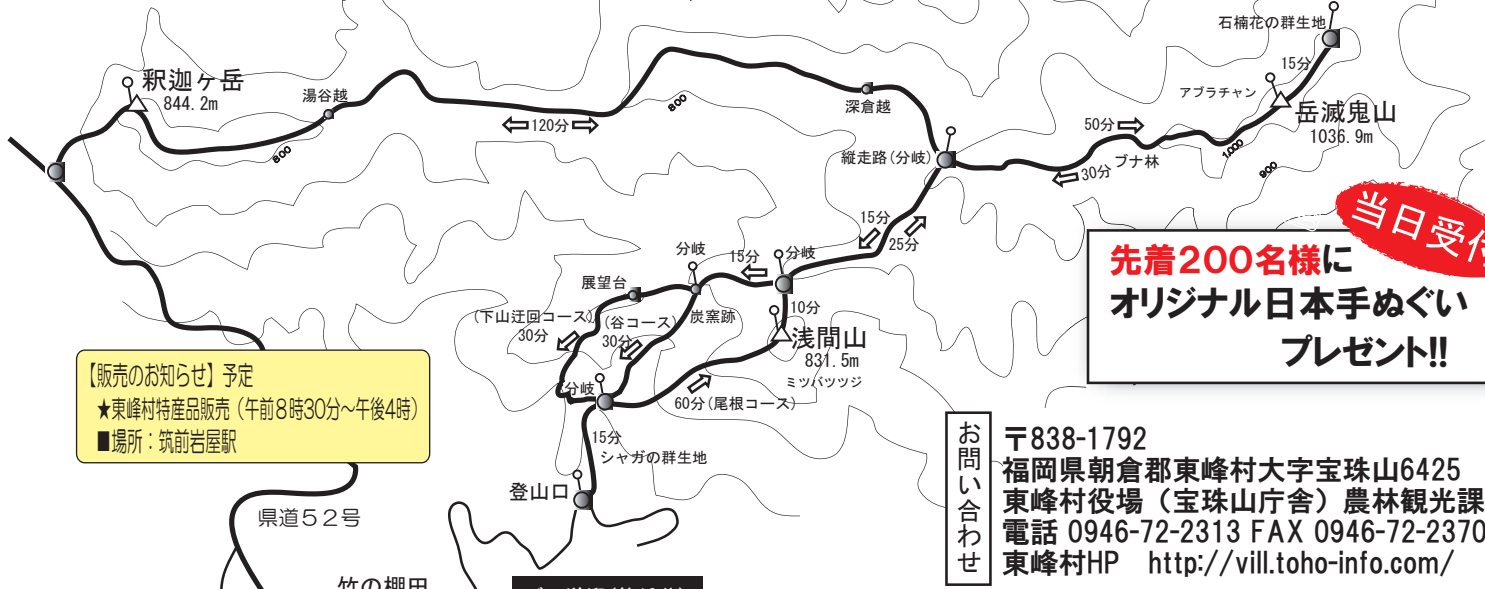 石楠花の群生地
15分
釈迦ヶ岳
844.2m
湯谷越
アブラチャン
岳滅鬼山
1036.9m
深倉越
800
120分
50分
800
縦走路(分岐)
ブナ林
1,000
30分
900
当日受付
15分
25分
先着200名様に
オリジナル日本手ぬぐい
プレゼント!!
分岐
15分
分岐
展望台
(下山迂回コース)
30分
(谷コース)
30分
炭窯跡
10分
浅間山
831.5m
ミツバツツジ
【販売のお知らせ】予定
★東峰村特産品販売(午前8時30分～午後4時)
■場所:筑前岩屋駅
分岐
60分(尾根コース)
15分
シャガの群生地
登山口
県道52号
竹の棚田
お問い合わせ
〒838-1792
福岡県朝倉郡東峰村大字宝珠山6425
東峰村役場(宝珠山庁舎)農林観光課
電話 0946-72-2313 FAX 0946-72-2370
東峰村HP http://vill.toho-info.com/